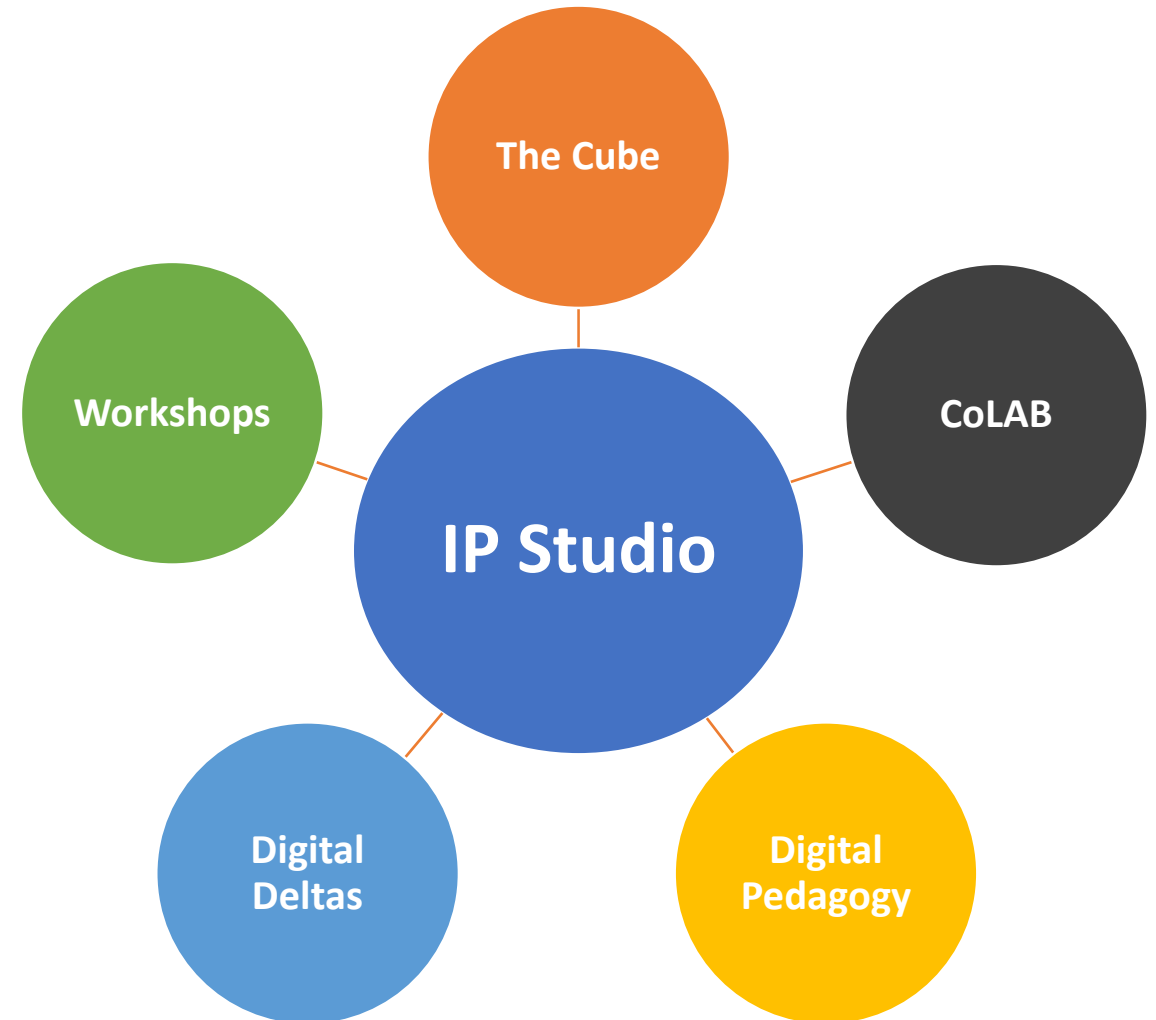 The Cube
Workshops
CoLAB
IP Studio
Digital
Deltas
Digital
Pedagogy